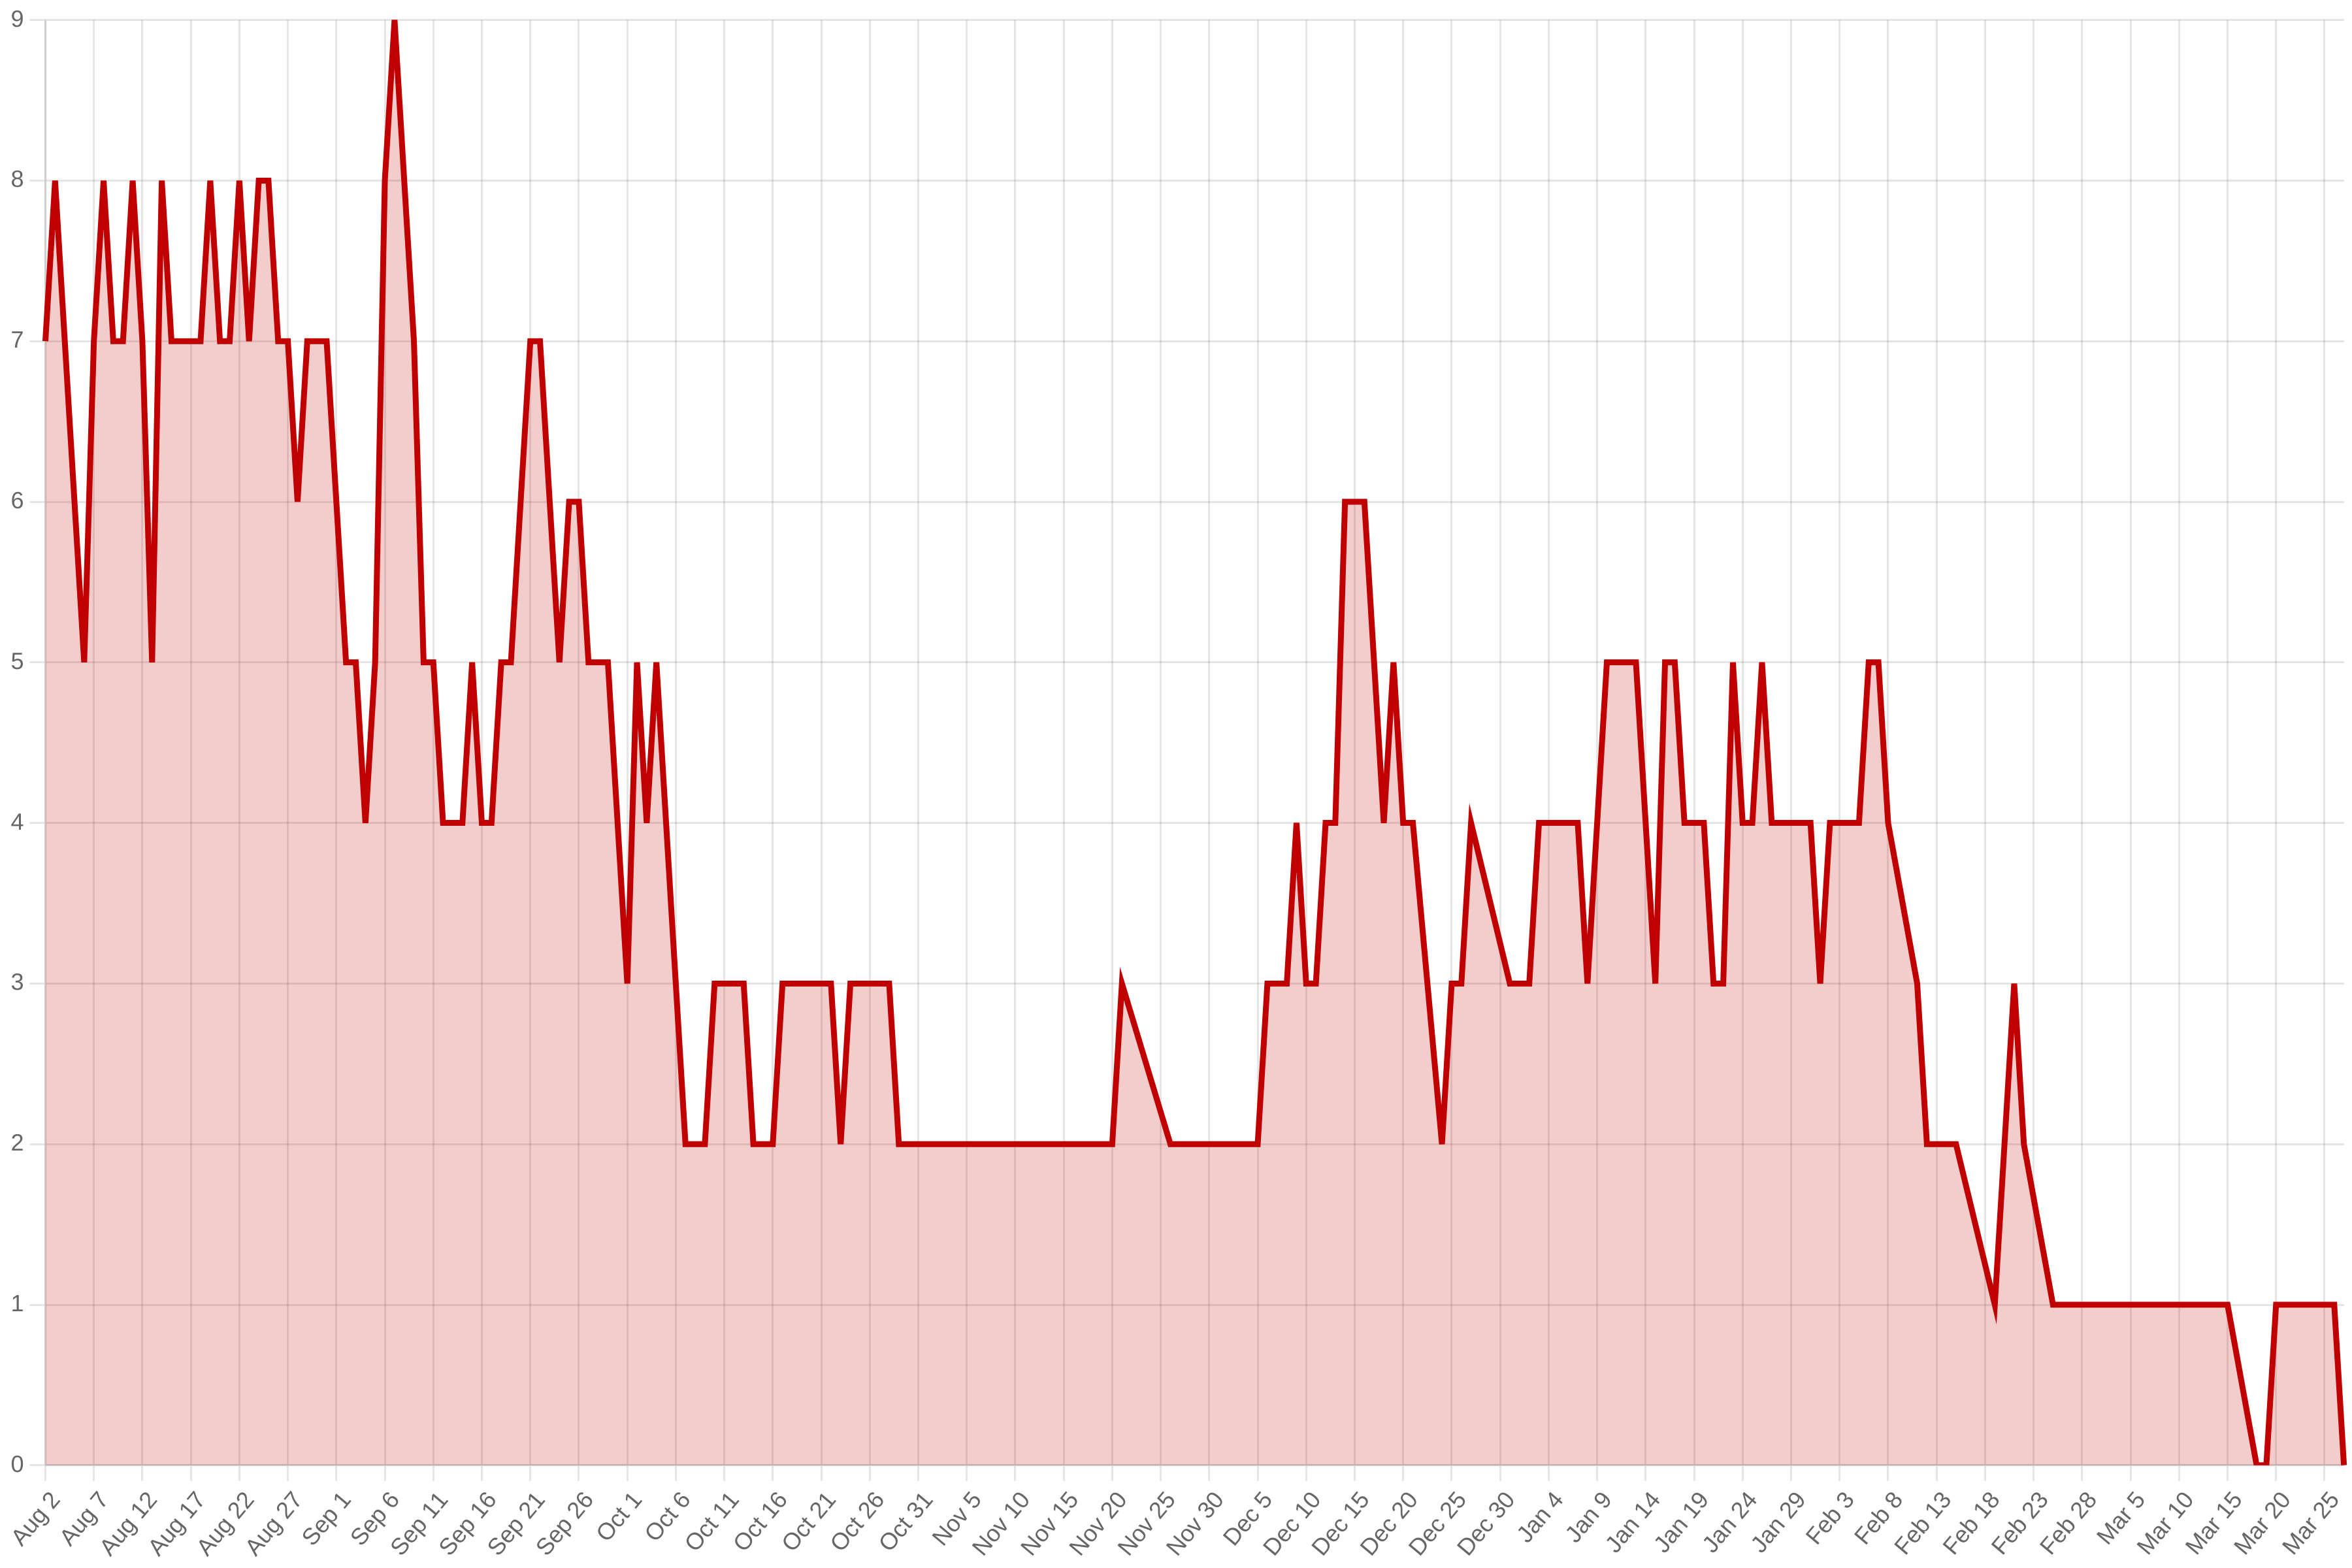 9
8
7
6
5
4
3
2
1
0
Aug 2
Aug 7
Aug 12
Aug 17
Aug 22
Aug 27
Sep 1
Sep 6
Sep 11
Sep 16
Sep 21
Sep 26
Oct 1
Oct 6
Oct 11
Oct 16
Oct 21
Oct 26
Oct 31
Nov 5
Nov 10
Nov 15
Nov 20
Nov 25
Nov 30
Dec 5
Dec 10
Dec 15
Dec 20
Dec 25
Dec 30
Jan 4
Jan 9
Jan 14
Jan 19
Jan 24
Jan 29
Feb 3
Feb 8
Feb 13
Feb 18
Feb 23
Feb 28
Mar 5
Mar 10
Mar 15
Mar 20
Mar 25